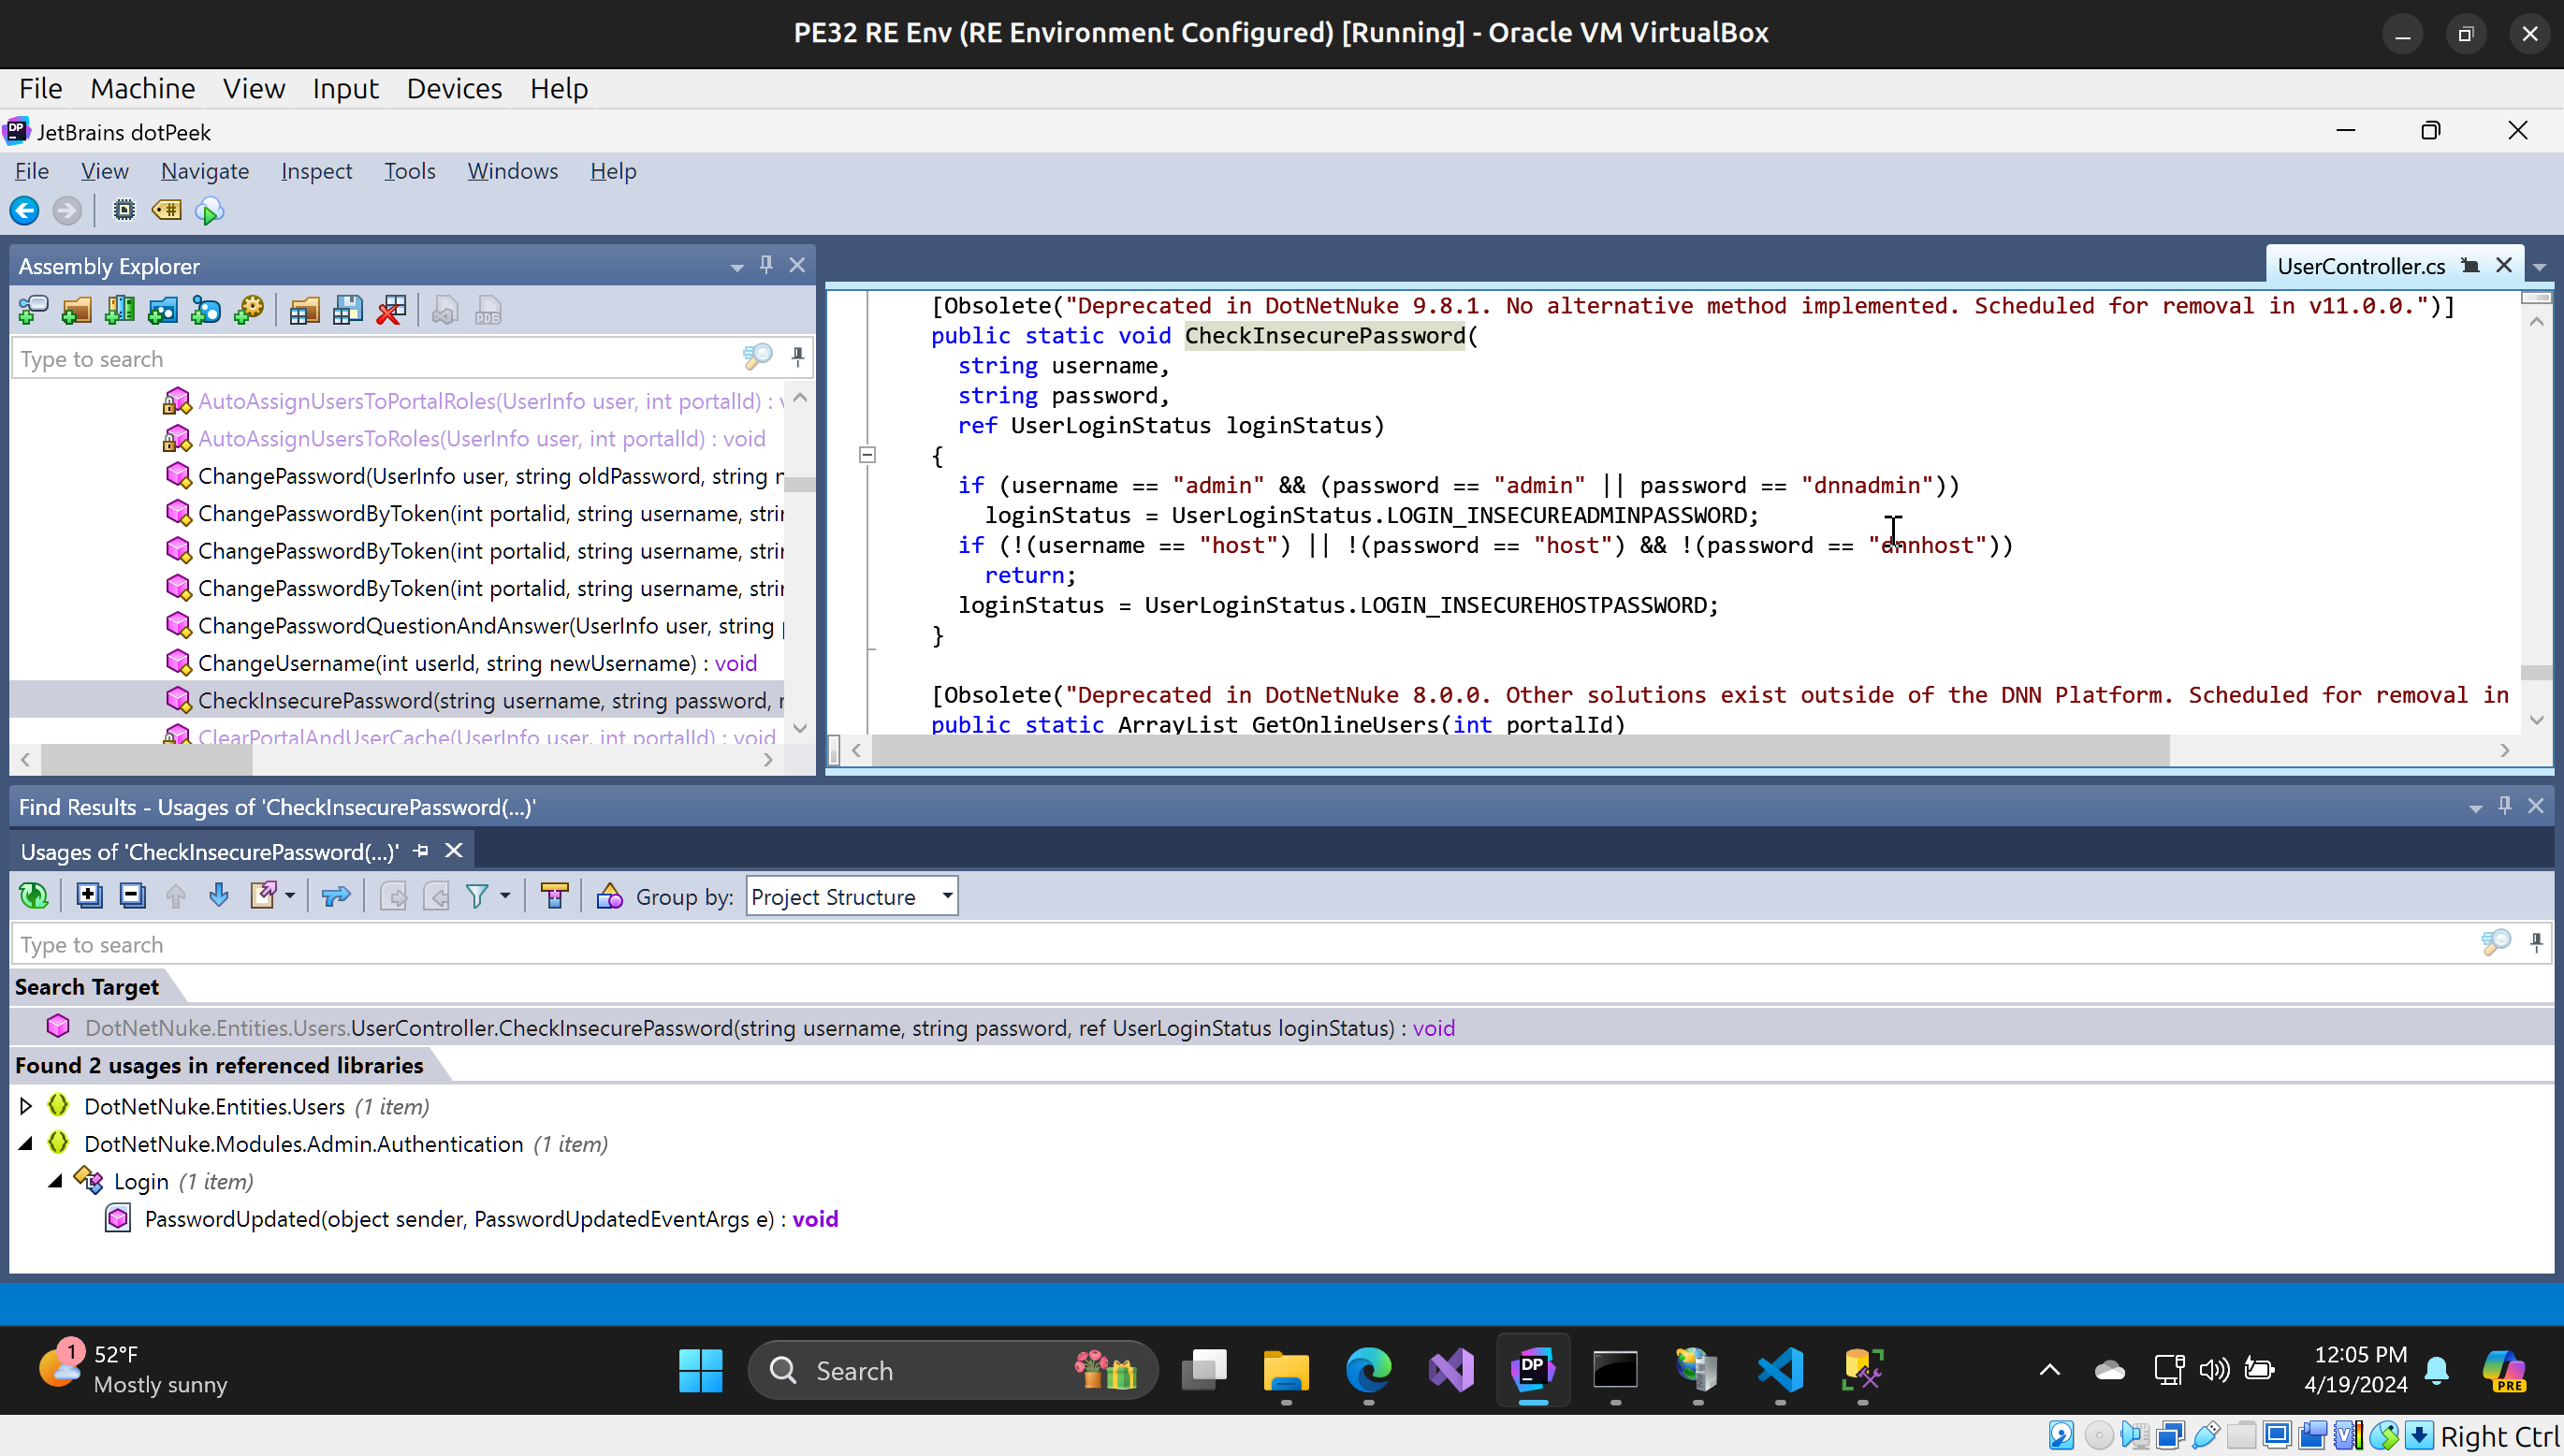 PE32 RE Env (RE Environment Configured) [Running] - Oracle VM VirtualBox
File Machine View Input Devices Help
DP JetBrains dotPeek
File View Navigate Inspect Tools Windows Help
Assembly Explorer
Type to search
AutoAssignUsersToPortalRoles(UserInfo user, int portalId) : v
AutoAssignUsersToRoles(UserInfo user, int portalId) : void
ChangePassword(UserInfo user, string oldPassword, string
ChangePasswordByToken(int portalid, string username, stri
ChangePasswordByToken(int portalid, string username, stri
ChangePasswordByToken(int portalid, string username, stri
ChangePasswordQuestionAndAnswer(UserInfo user, string
ChangeUsername(int userId, string newUsername) : void
CheckInsecurePassword(string username, string password, r
ClearPortalAndUserCache(UserInfo user, int portalId) : void
UserController.cs
[Obsolete("Deprecated in DotNetNuke 9.8.1. No alternative method implemented. Scheduled for removal in v11.0.0.")]
public static void CheckInsecurePassword(
string username,
string password,
ref UserLoginStatus loginStatus)
{
if (username == "admin" && (password == "admin" || password == "dnnadmin"))
loginStatus = UserLoginStatus.LOGIN_INSECUREADMINPASSWORD;
if (!(username == "host") || !(password == "host") && !(password == "dnnhost"))
return;
loginStatus = UserLoginStatus.LOGIN_INSECUREHOSTPASSWORD;
}
[Obsolete("Deprecated in DotNetNuke 8.0.0. Other solutions exist outside of the DNN Platform. Scheduled for removal in
public static ArrayList GetOnlineUsers(int portalId)
Find Results - Usages of 'CheckInsecurePassword(...)'
Usages of 'CheckInsecurePassword(...)'
Group by: Project Structure
Type to search
Search Target
DotNetNuke.Entities.Users.UserController.CheckInsecurePassword(string username, string password, ref UserLoginStatus loginStatus) : void
Found 2 usages in referenced libraries
DotNetNuke.Entities.Users (1 item)
DotNetNuke.Modules.Admin.Authentication (1 item)
Login (1 item)
PasswordUpdated(object sender, PasswordUpdatedEventArgs e) : void
1 52°F
Mostly sunny
Search
DP
12:05 PM
4/19/2024
PRE
Right Ctrl